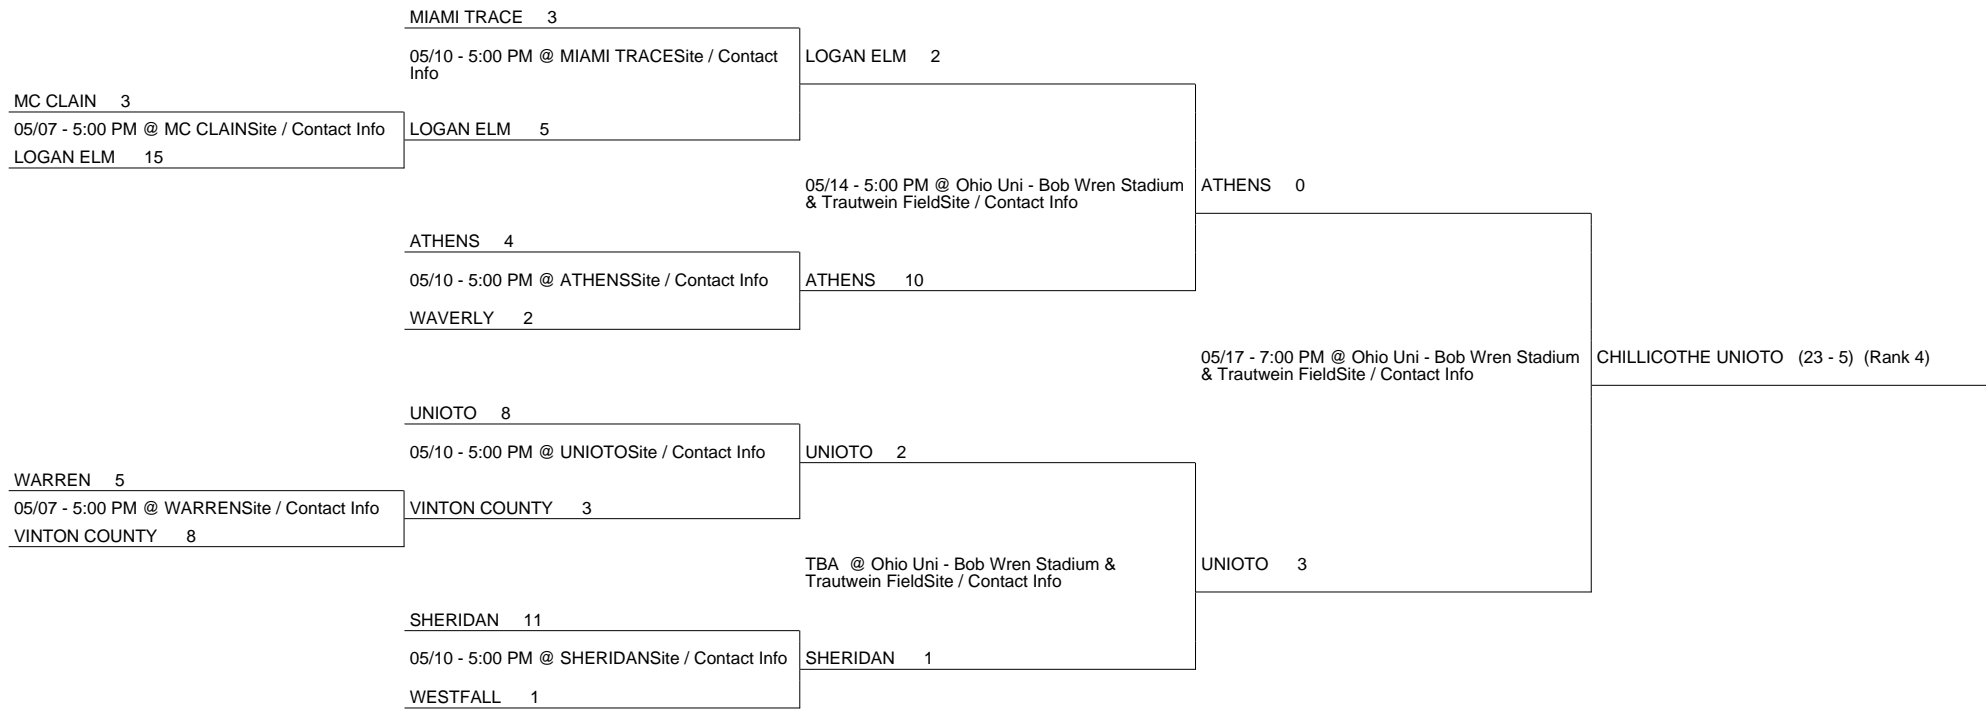 MIAMI TRACE 3
05/10 - 5:00 PM @ MIAMI TRACESite / Contact
Info
LOGAN ELM 2
MC CLAIN 3
05/07 - 5:00 PM @ MC CLAINSite / Contact Info
LOGAN ELM 5
LOGAN ELM 15
05/14 - 5:00 PM @ Ohio Uni - Bob Wren Stadium
& Trautwein FieldSite / Contact Info
ATHENS 0
ATHENS 4
05/10 - 5:00 PM @ ATHENSSite / Contact Info
ATHENS 10
WAVERLY 2
05/17 - 7:00 PM @ Ohio Uni - Bob Wren Stadium
& Trautwein FieldSite / Contact Info
CHILLICOTHE UNIOTO (23 - 5) (Rank 4)
UNIOTO 8
05/10 - 5:00 PM @ UNIOTOSite / Contact Info
UNIOTO 2
WARREN 5
05/07 - 5:00 PM @ WARRENSite / Contact Info
VINTON COUNTY 3
VINTON COUNTY 8
TBA @ Ohio Uni - Bob Wren Stadium &
Trautwein FieldSite / Contact Info
UNIOTO 3
SHERIDAN 11
05/10 - 5:00 PM @ SHERIDANSite / Contact Info
SHERIDAN 1
WESTFALL 1